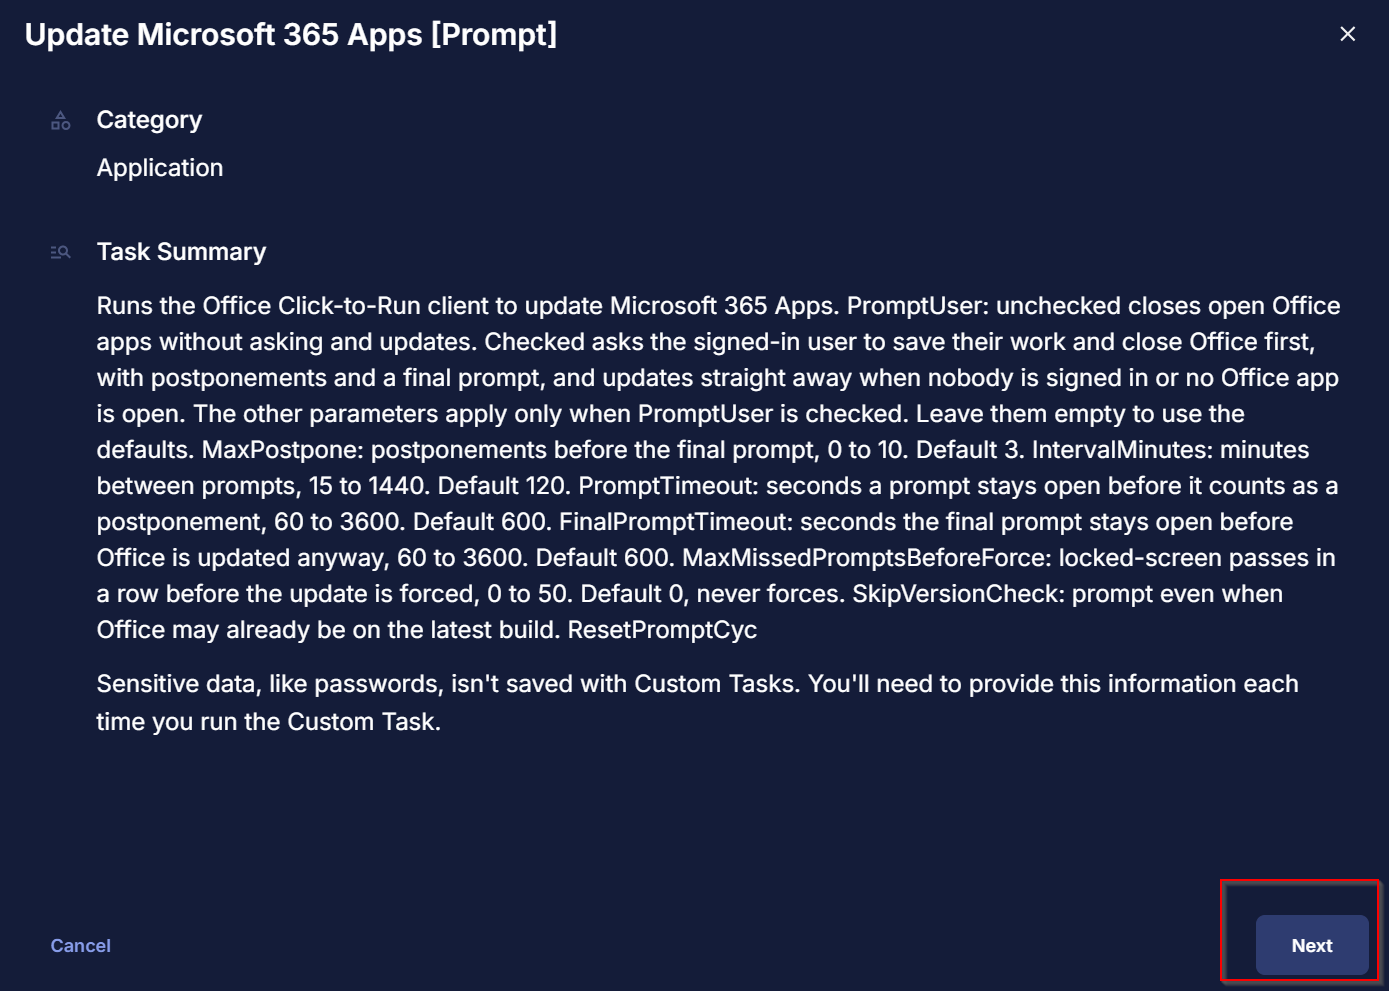 Update Microsoft 365 Apps [Prompt]
Category
Application
Task Summary
Runs the Office Click-to-Run client to update Microsoft 365 Apps. PromptUser: unchecked closes open Office
apps without asking and updates. Checked asks the signed-in user to save their work and close Office first,
with postponements and a final prompt, and updates straight away when nobody is signed in or no Office app
is open. The other parameters apply only when PromptUser is checked. Leave them empty to use the
defaults. MaxPostpone: postponements before the final prompt, 0 to 10. Default 3. IntervalMinutes: minutes
between prompts, 15 to 1440. Default 120. PromptTimeout: seconds a prompt stays open before it counts as a
postponement, 60 to 3600. Default 600. FinalPromptTimeout: seconds the final prompt stays open before
Office is updated anyway, 60 to 3600. Default 600. MaxMissedPromptsBeforeForce: locked-screen passes in
a row before the update is forced, 0 to 50. Default 0, never forces. SkipVersionCheck: prompt even when
Office may already be on the latest build. ResetPromptCyc
Sensitive data, like passwords, isn't saved with Custom Tasks. You'll need to provide this information each
time you run the Custom Task.
Cancel
Next